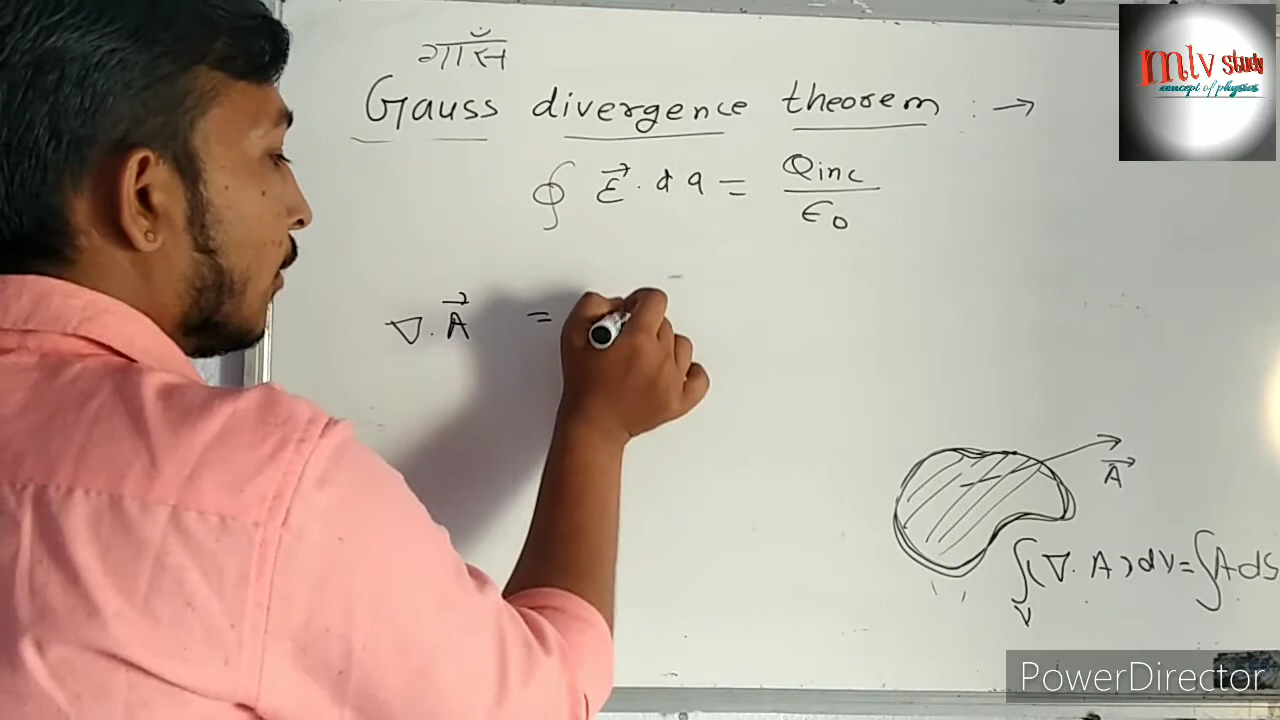 गाॅस
mlv study
concept of physics
Gauss divergence theorem :→
∮ E⃗ . da = Qinc / ϵ0
∇. A⃗ =
A⃗
∫V (∇. A) dV = ∫ A ds
PowerDirector